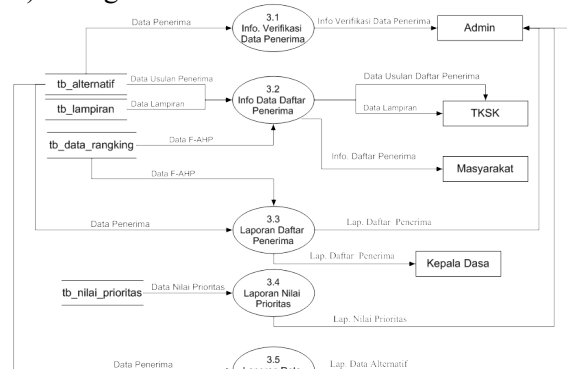 Data Penerima
3.1
Info. Verifikasi
Data Penerima
Info Verifikasi Data Penerima
Admin
tb_alternatif
Data Usulan Penerima
tb_lampiran
Data Lampiran
3.2
Info Data Daftar
Penerima
Data Usulan Daftar Penerima
Data Lampiran
TKSK
tb_data_rangking
Data F-AHP
Info. Daftar Penerima
Masyarakat
Data F-AHP
Data Penerima
3.3
Laporan Daftar
Penerima
Lap. Daftar Penerima
Lap. Daftar Penerima
Kepala Dasa
tb_nilai_prioritas
Data Nilai Prioritas
3.4
Laporan Nilai
Prioritas
Lap. Nilai Prioritas
Data Penerima
3.5
Lap. Data Alternatif